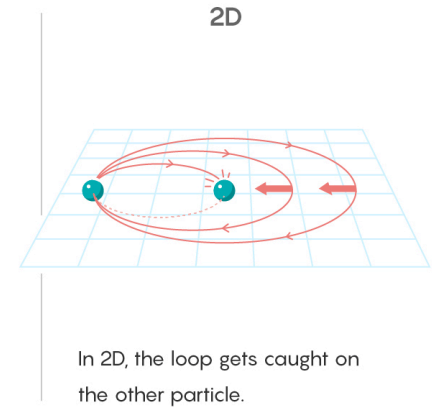 2D
In 2D, the loop gets caught on
the other particle.